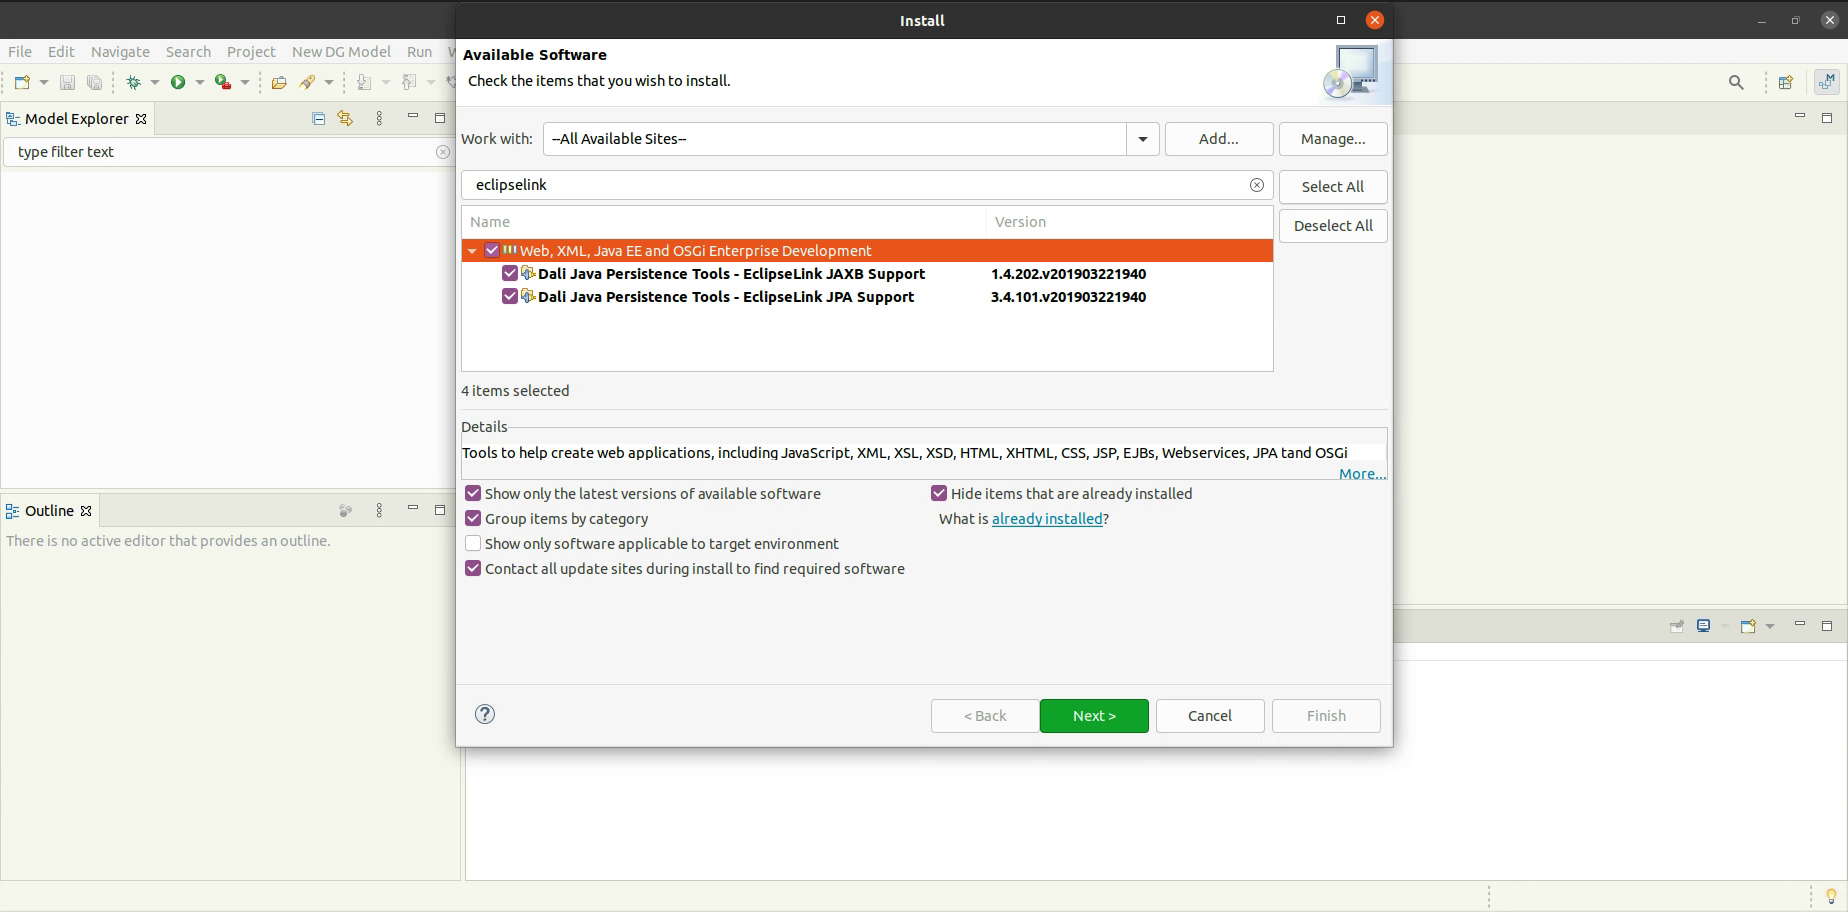 Install
File Edit Navigate Search Project New DG Model Run
Available Software
Check the items that you wish to install.
Model Explorer
type filter text
Work with: --All Available Sites-- Add... Manage...
eclipselink
Select All
Deselect All
Name Version
Web, XML, Java EE and OSGi Enterprise Development
Dali Java Persistence Tools - EclipseLink JAXB Support 1.4.202.v201903221940
Dali Java Persistence Tools - EclipseLink JPA Support 3.4.101.v201903221940
4 items selected
Details
Tools to help create web applications, including JavaScript, XML, XSL, XSD, HTML, XHTML, CSS, JSP, EJBs, Webservices, JPA tand OSGi
More...
Show only the latest versions of available software Hide items that are already installed
Group items by category What is already installed?
Show only software applicable to target environment
Contact all update sites during install to find required software
Outline
There is no active editor that provides an outline.
< Back Next > Cancel Finish